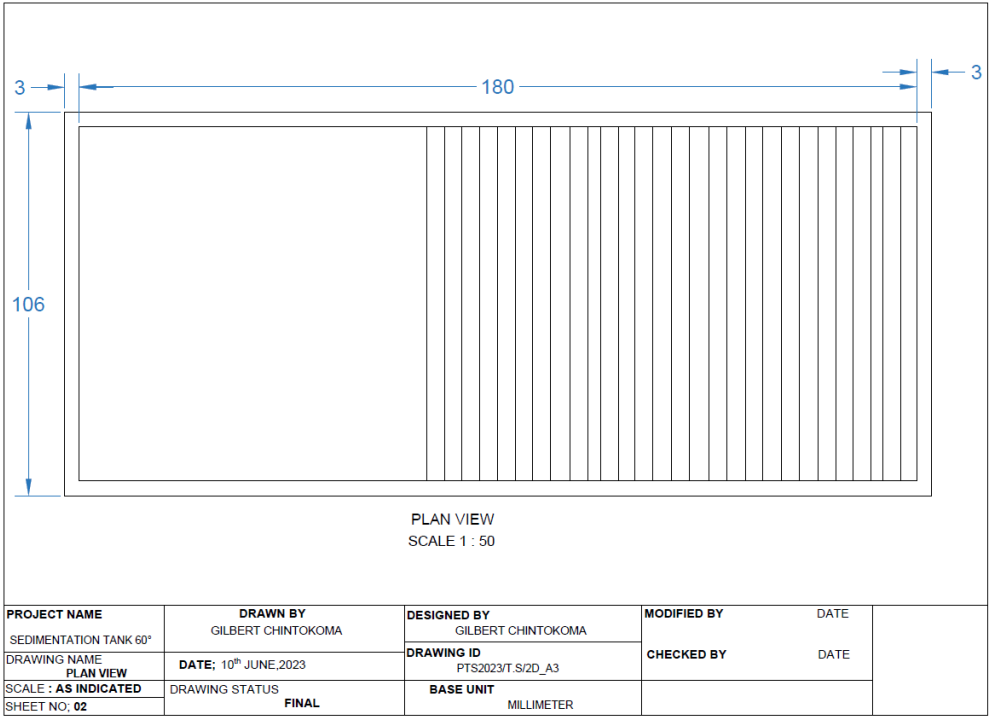 3
180
3
106
PLAN VIEW
SCALE 1 : 50
PROJECT NAME
SEDIMENTATION TANK 60°
DRAWN BY
GILBERT CHINTOKOMA
DESIGNED BY
GILBERT CHINTOKOMA
MODIFIED BY DATE
DRAWING NAME
PLAN VIEW
DATE; 10th JUNE,2023
DRAWING ID
PTS2023/T.S/2D_A3
CHECKED BY DATE
SCALE : AS INDICATED
SHEET NO; 02
DRAWING STATUS
FINAL
BASE UNIT
MILLIMETER